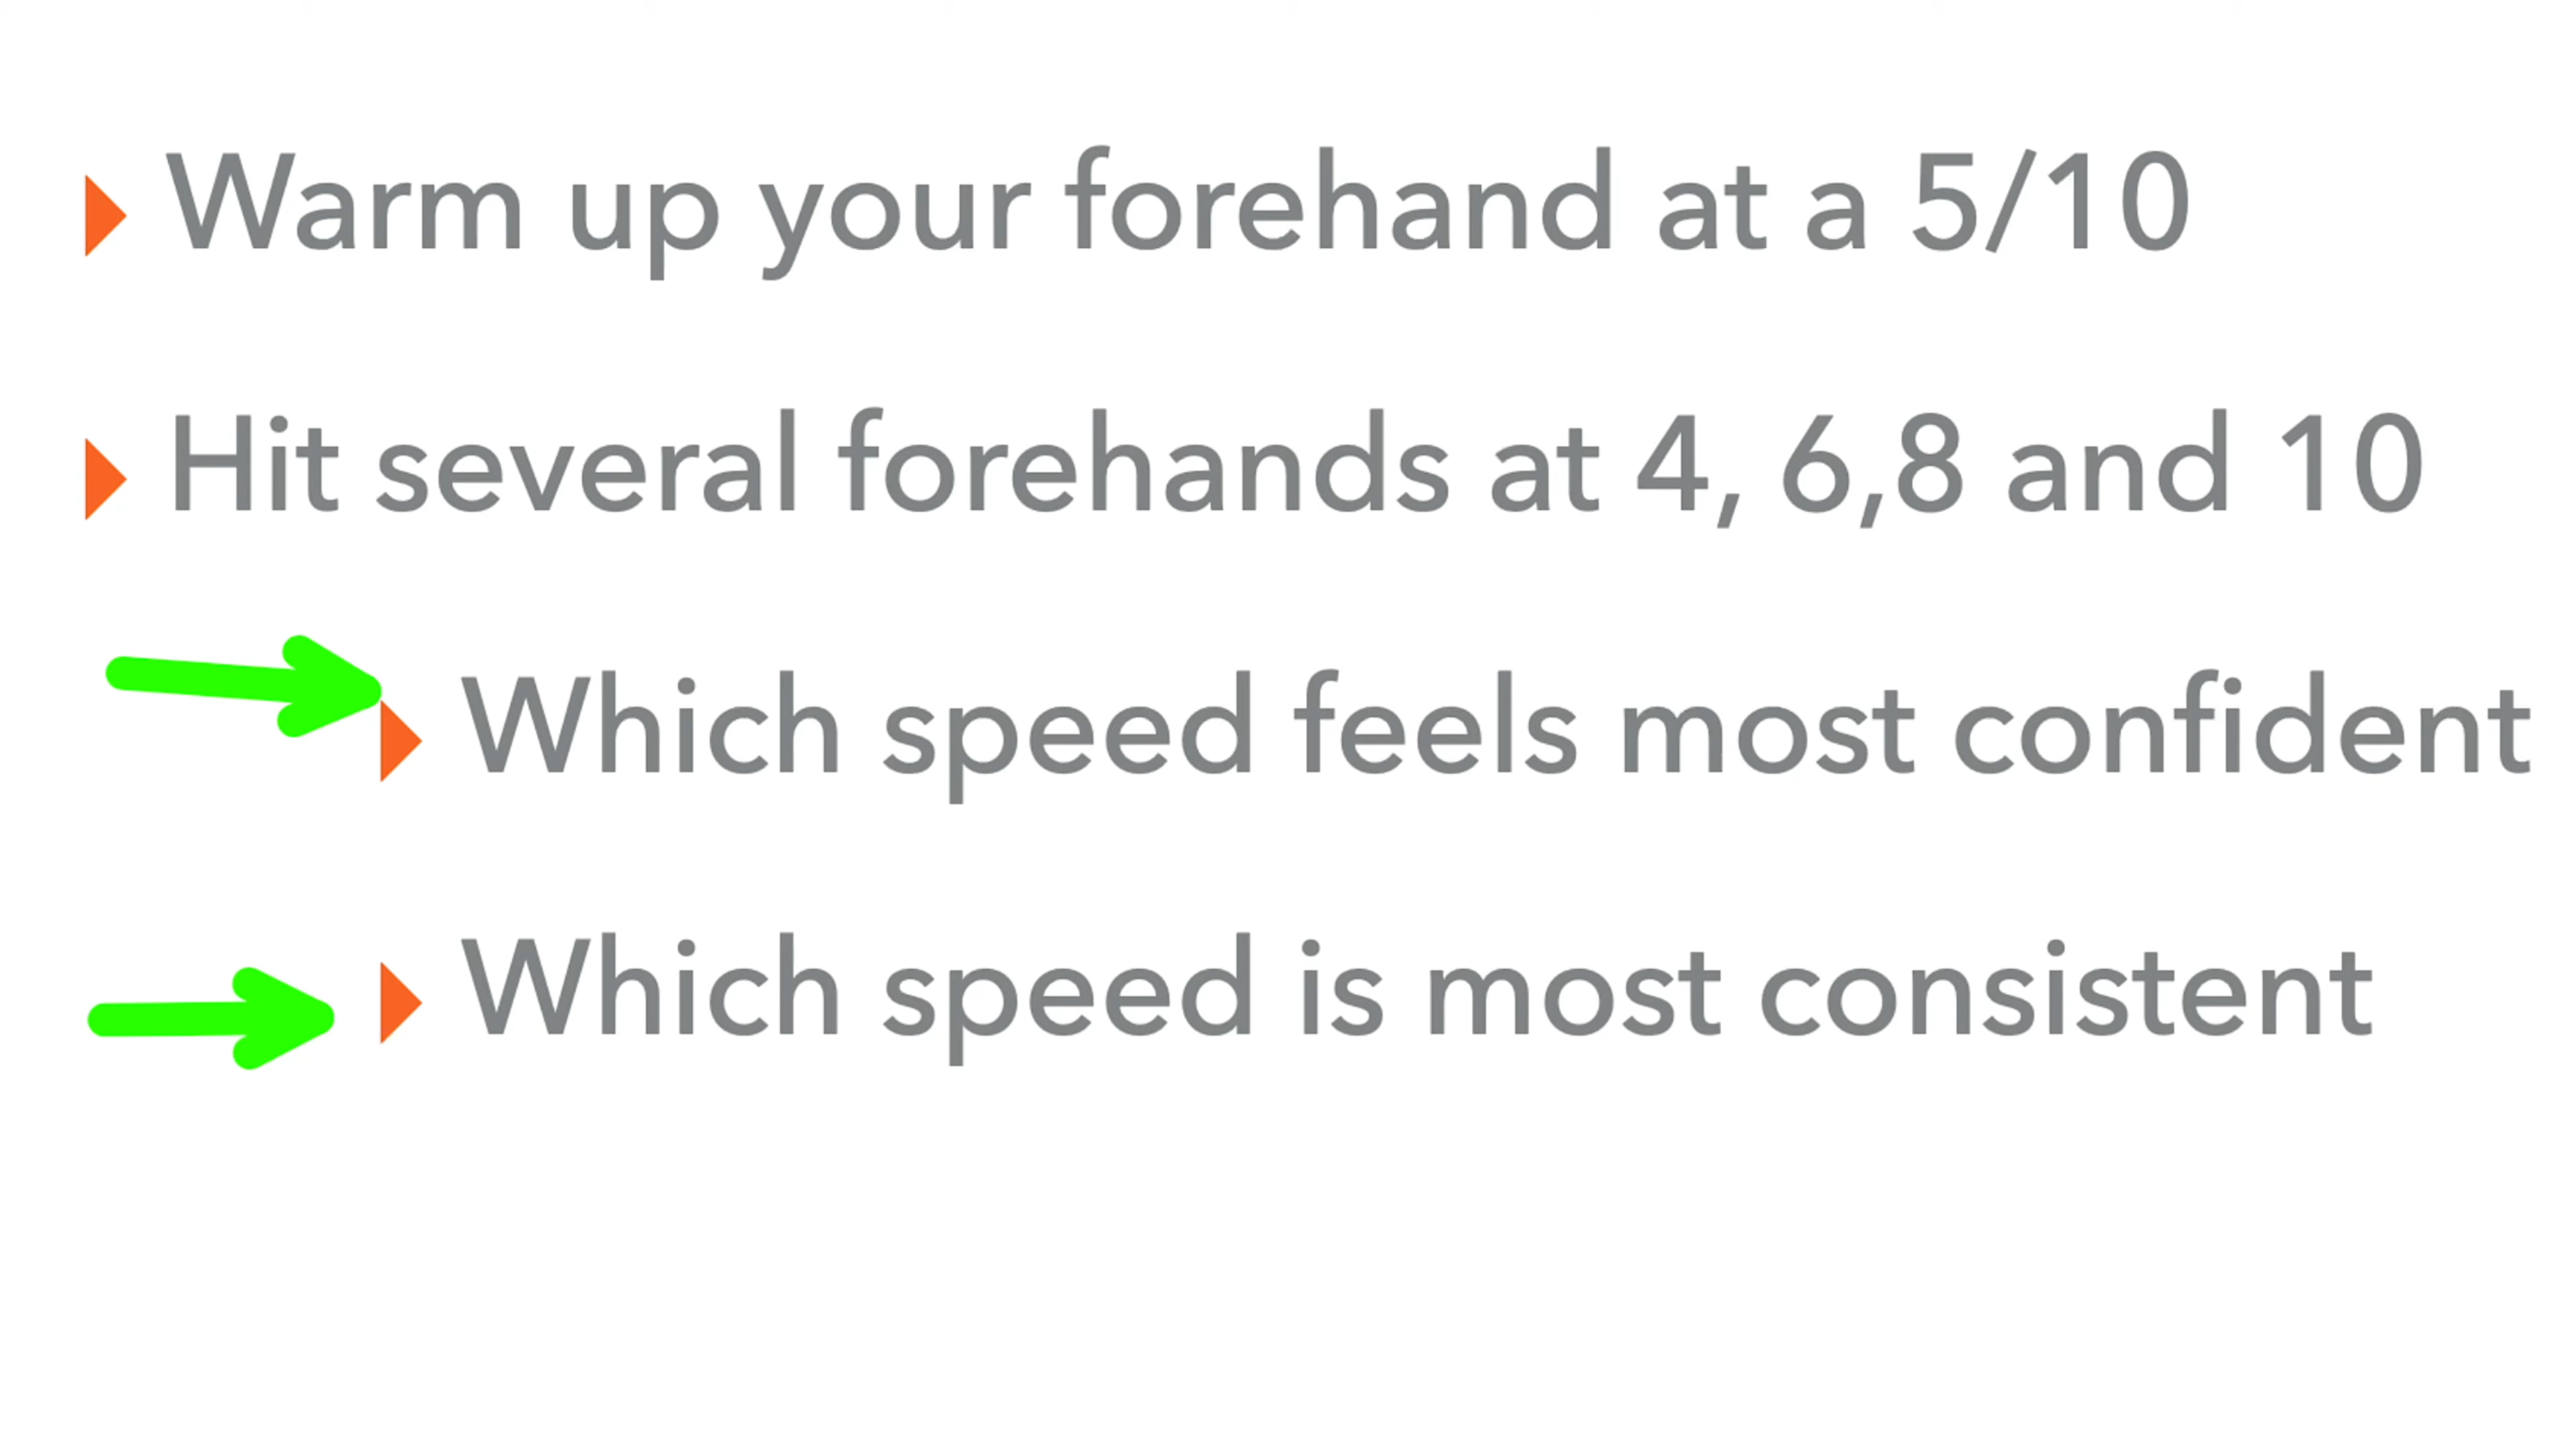 Warm up your forehand at a 5/10
Hit several forehands at 4, 6,8 and 10
Which speed feels most confident
Which speed is most consistent